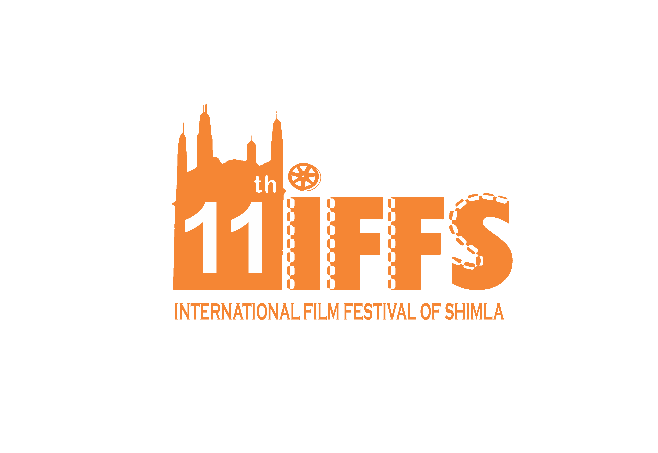 11th iFFS
INTERNATIONAL FILM FESTIVAL OF SHIMLA